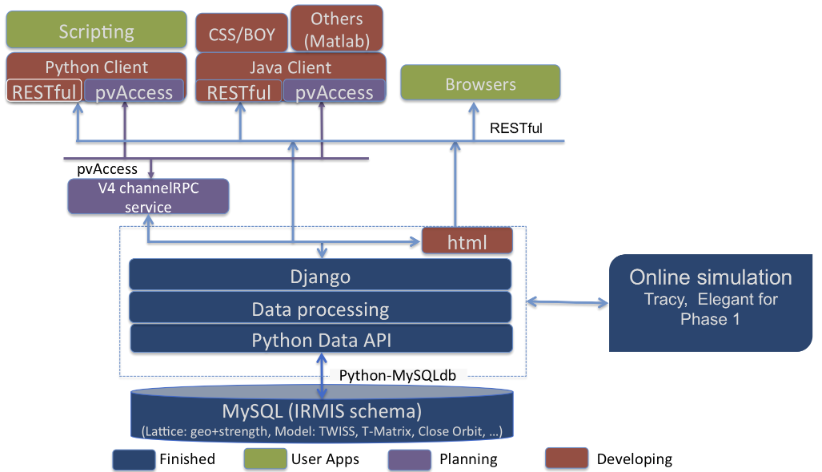 Scripting
CSS/BOY
Others
(Matlab)
Python Client
RESTful
pvAccess
Java Client
RESTful
pvAccess
Browsers
RESTful
pvAccess
V4 channelRPC
service
html
Django
Data processing
Python Data API
Online simulation
Tracy, Elegant for
Phase 1
Python-MySQLdb
MySQL (IRMIS schema)
(Lattice: geo+strength, Model: TWISS, T-Matrix, Close Orbit, ...)
Finished
User Apps
Planning
Developing